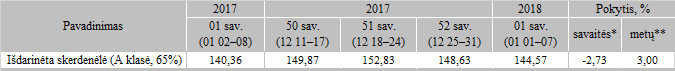 Pavadinimas 2017 2017 2018 Pokytis, %
01 sav. (01 02–08) 50 sav. (12 11–17) 51 sav. (12 18–24) 52 sav. (12 25–31) 01 sav. (01 01–07) savaitės* metų**
Išdarinėta skerdenėlė (A klasė, 65%) 140,36 149,87 152,83 148,63 144,57 -2,73 3,00